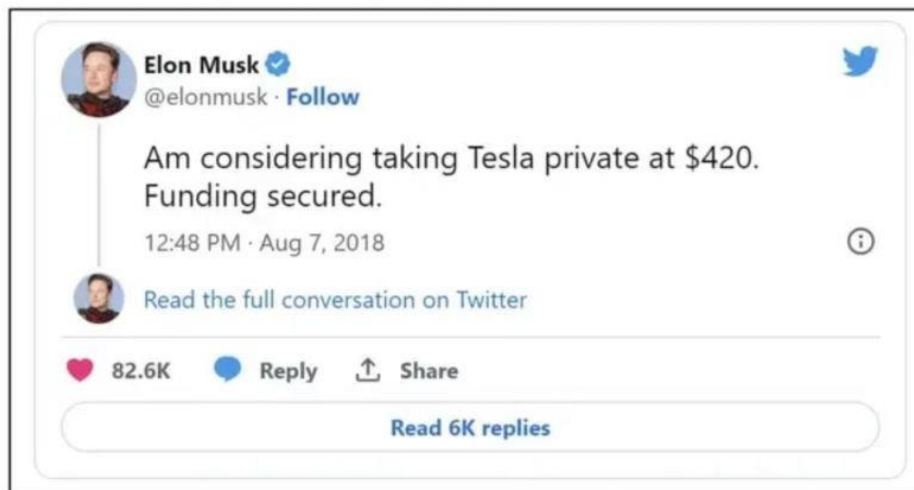 Elon Musk
@elonmusk · Follow
Am considering taking Tesla private at $420.
Funding secured.
12:48 PM · Aug 7, 2018
Read the full conversation on Twitter
82.6K Reply Share
Read 6K replies